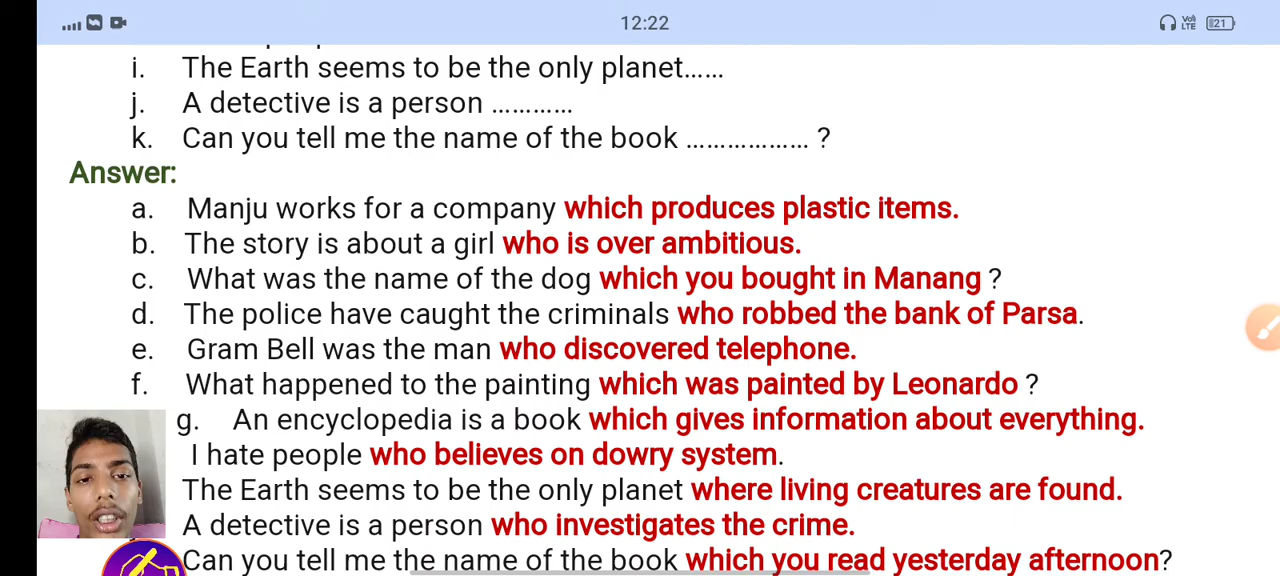 12:22
Vo) LTE 21
i. The Earth seems to be the only planet......
j. A detective is a person ............
k. Can you tell me the name of the book .................. ?
Answer:
a. Manju works for a company which produces plastic items.
b. The story is about a girl who is over ambitious.
c. What was the name of the dog which you bought in Manang ?
d. The police have caught the criminals who robbed the bank of Parsa.
e. Gram Bell was the man who discovered telephone.
f. What happened to the painting which was painted by Leonardo ?
g. An encyclopedia is a book which gives information about everything.
I hate people who believes on dowry system.
The Earth seems to be the only planet where living creatures are found.
A detective is a person who investigates the crime.
Can you tell me the name of the book which you read yesterday afternoon?